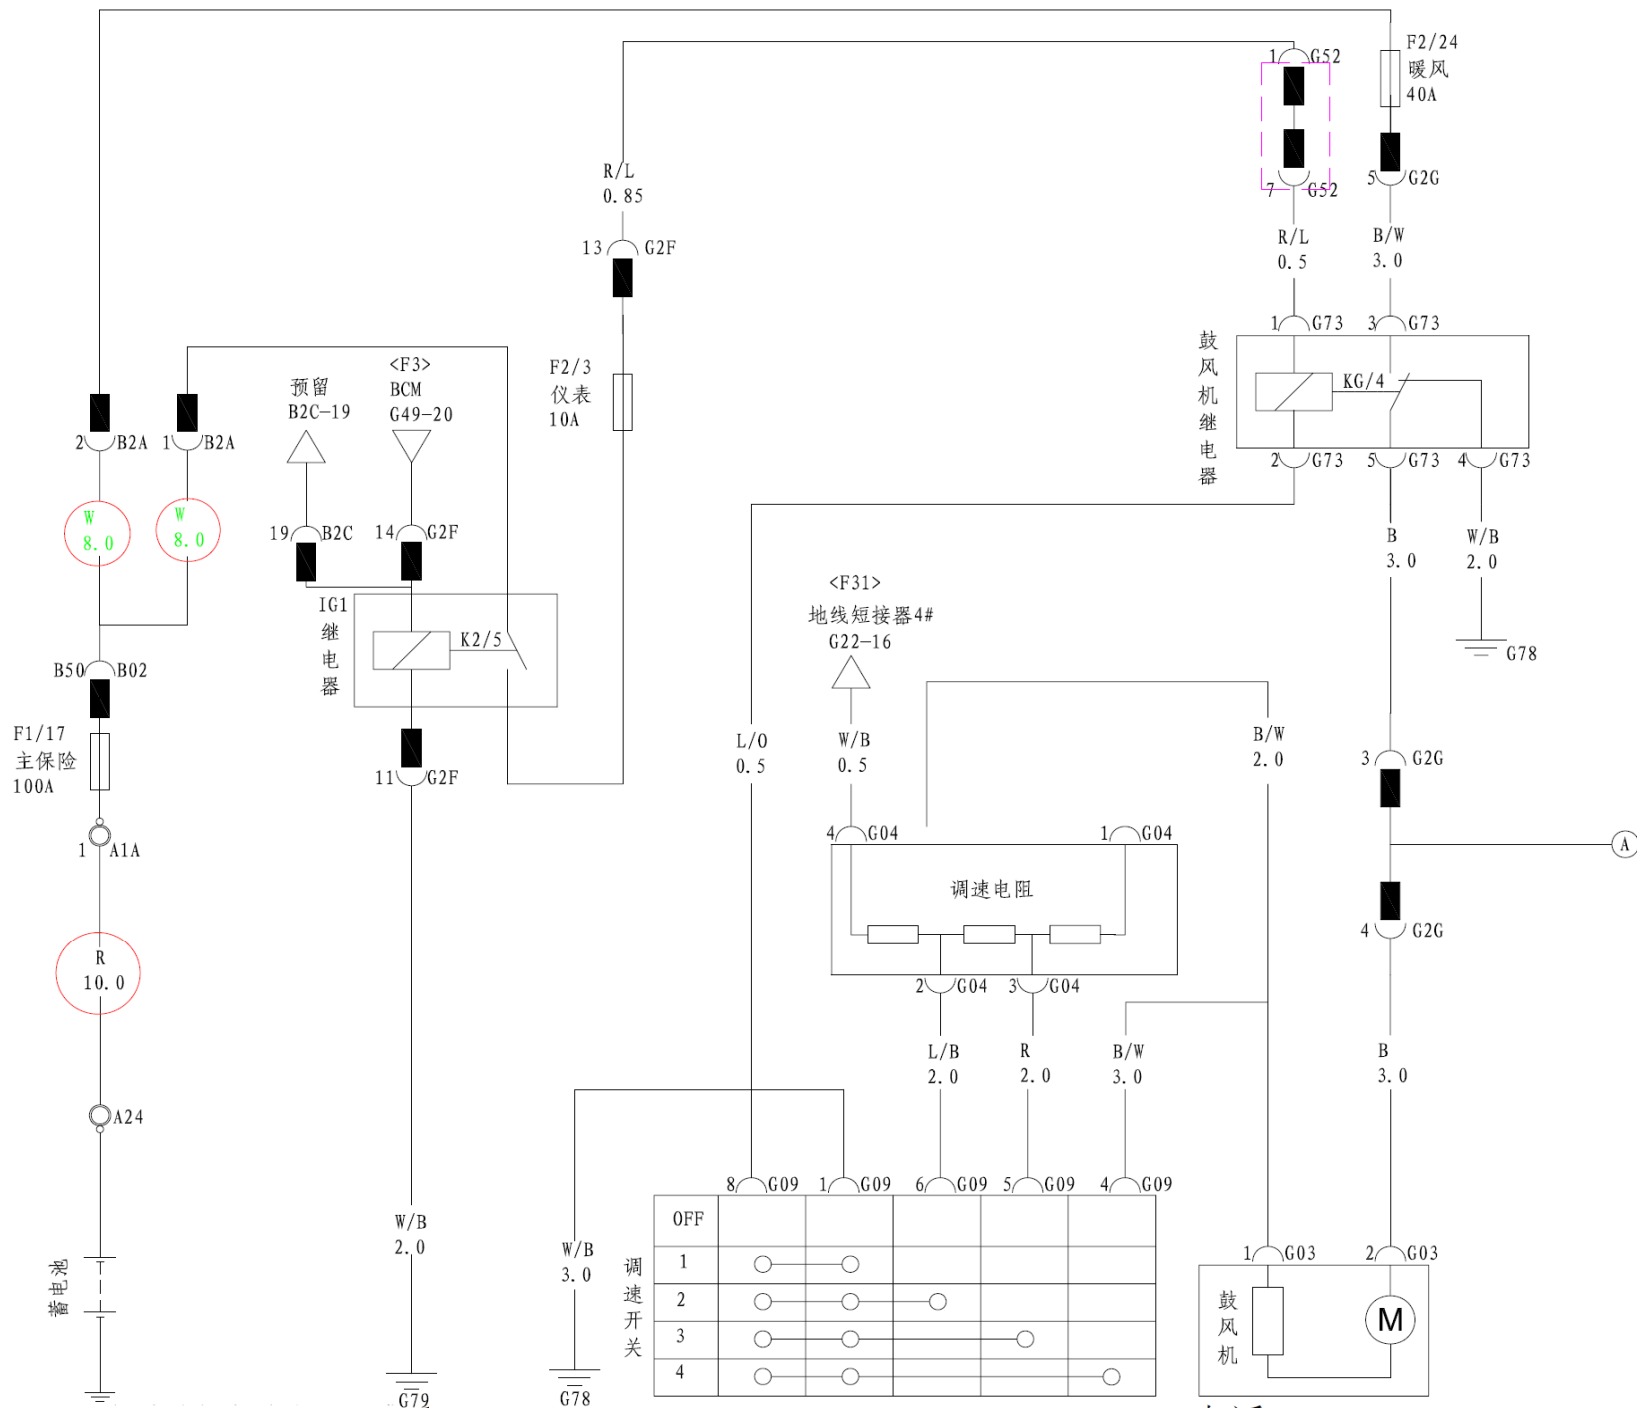 F2/24
暖风
40A
1 G52
7 G52
5 G2G
R/L
0.85
13 G2F
R/L
0.5
B/W
3.0
1 G73
3 G73
鼓风机继电器
KG/4
2 G73
5 G73
4 G73
F2/3
仪表
10A
<F3>
BCM
G49-20
预留
B2C-19
2 B2A
1 B2A
W
8.0
W
8.0
19 B2C
14 G2F
IG1
继电器
K2/5
B
3.0
W/B
2.0
G78
<F31>
地线短接器4#
G22-16
B50 B02
F1/17
主保险
100A
1 A1A
11 G2F
L/O
0.5
W/B
0.5
B/W
2.0
3 G2G
A
4 G04
1 G04
调速电阻
4 G2G
2 G04
3 G04
R
10.0
L/B
2.0
R
2.0
B/W
3.0
B
3.0
A24
8 G09
1 G09
6 G09
5 G09
4 G09
W/B
2.0
W/B
3.0
调速开关
OFF
1
2
3
4
1 G03
2 G03
鼓风机
M
蓄电池
G79
G78